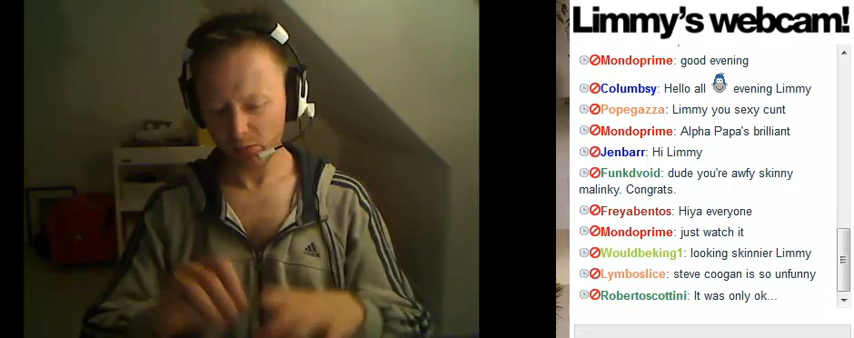 Limmy's webcam!
Mondoprime: good evening
Columbsy: Hello all evening Limmy
Popegazza: Limmy you sexy cunt
Mondoprime: Alpha Papa's brilliant
Jenbarr: Hi Limmy
Funkdvoid: dude you're awfy skinny
malinky. Congrats.
Freyabentos: Hiya everyone
Mondoprime: just watch it
Wouldbeking1: looking skinnier Limmy
Lymboslice: steve coogan is so unfunny
Robertoscottini: It was only ok...
adidas